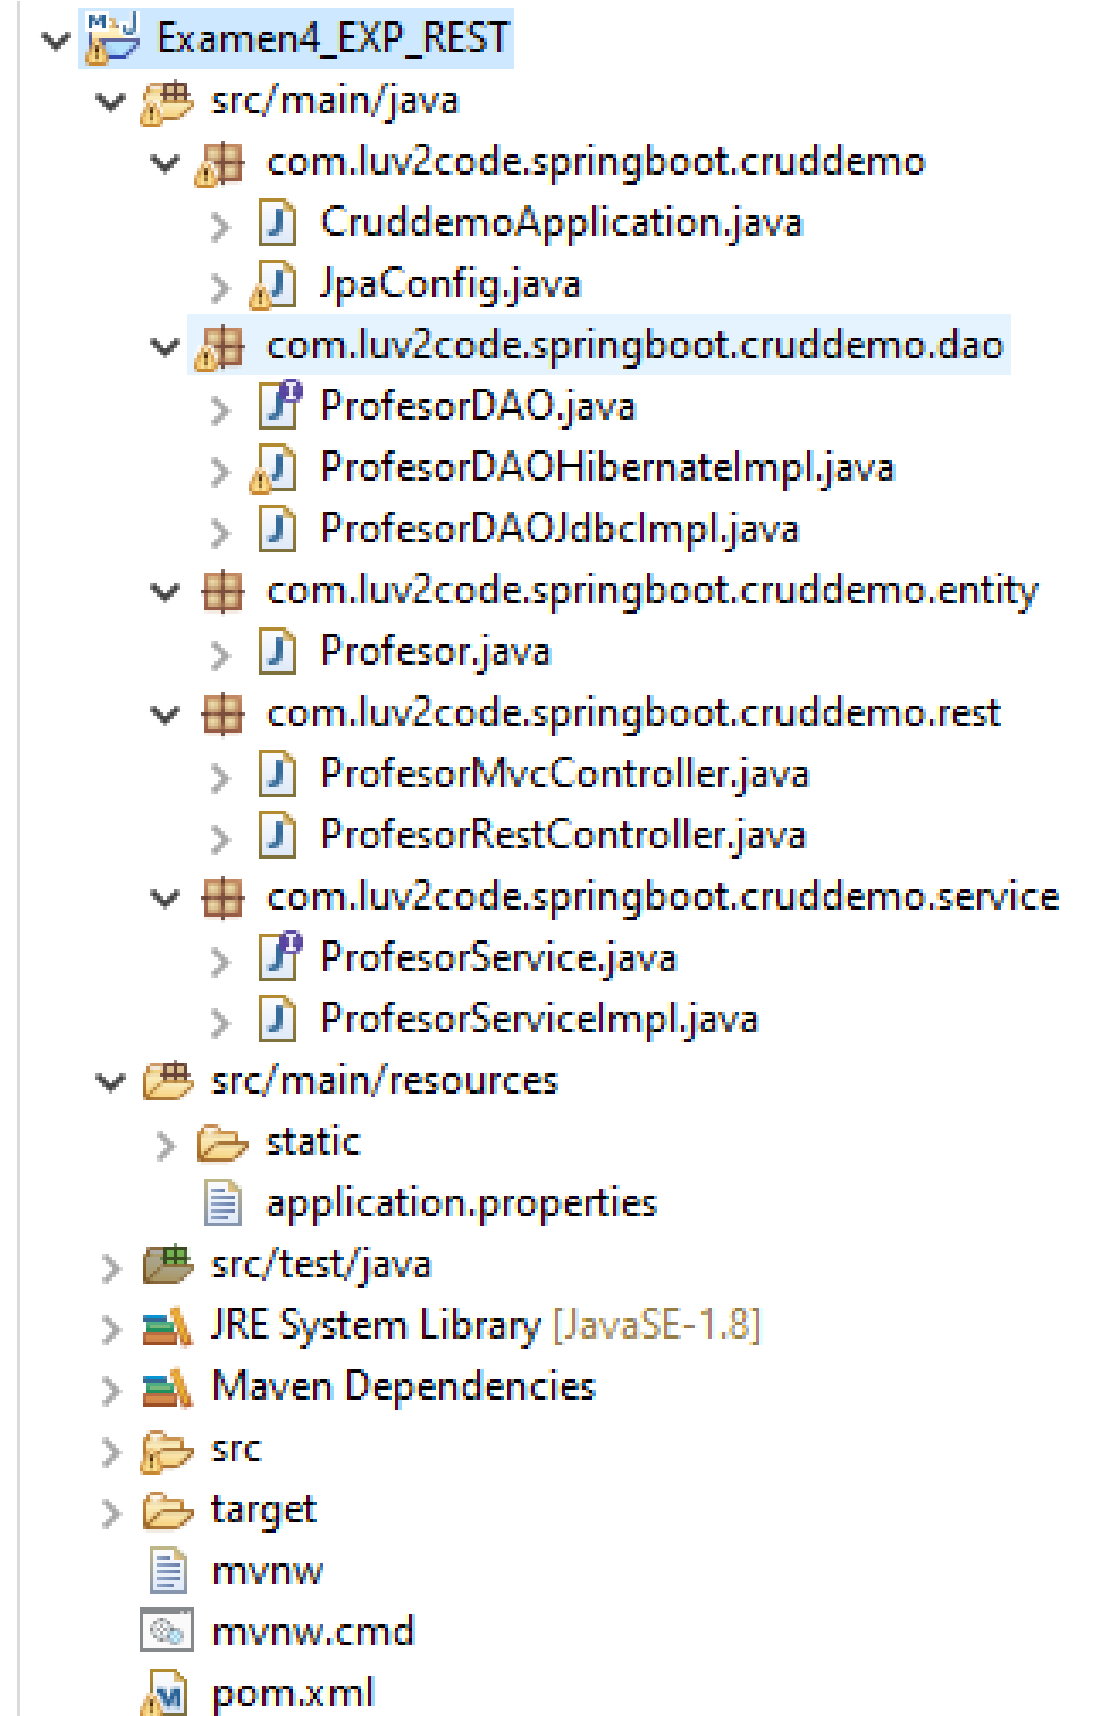 Examen4_EXP_REST
src/main/java
com.luv2code.springboot.cruddemo
CruddemoApplication.java
JpaConfig.java
com.luv2code.springboot.cruddemo.dao
ProfesorDAO.java
ProfesorDAOHibernateImpl.java
ProfesorDAOJdbcImpl.java
com.luv2code.springboot.cruddemo.entity
Profesor.java
com.luv2code.springboot.cruddemo.rest
ProfesorMvcController.java
ProfesorRestController.java
com.luv2code.springboot.cruddemo.service
ProfesorService.java
ProfesorServiceImpl.java
src/main/resources
static
application.properties
src/test/java
JRE System Library [JavaSE-1.8]
Maven Dependencies
src
target
mvnw
mvnw.cmd
pom.xml